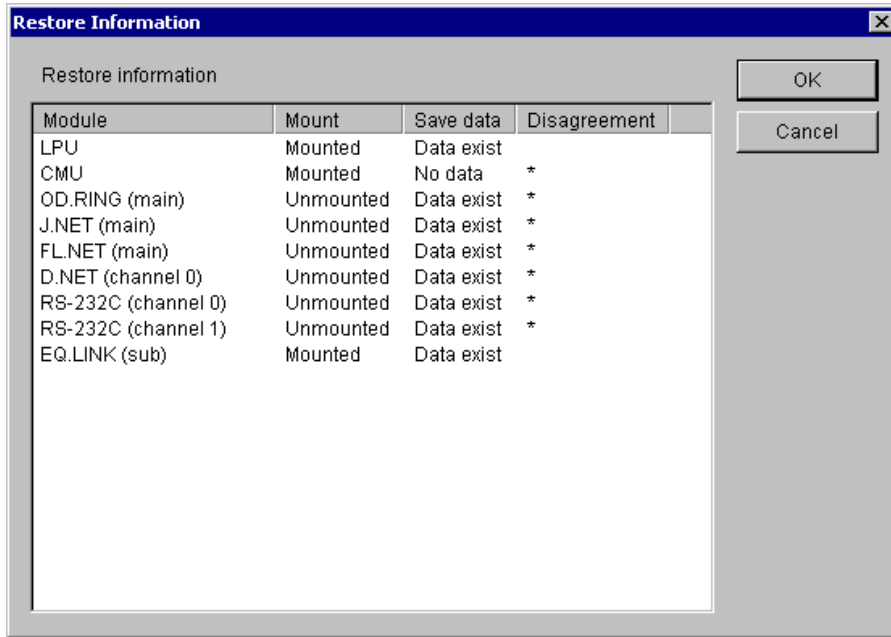 Restore Information
Restore information
OK
Cancel
Module Mount Save data Disagreement
LPU Mounted Data exist
CMU Mounted No data *
OD.RING (main) Unmounted Data exist *
J.NET (main) Unmounted Data exist *
FL.NET (main) Unmounted Data exist *
D.NET (channel 0) Unmounted Data exist *
RS-232C (channel 0) Unmounted Data exist *
RS-232C (channel 1) Unmounted Data exist *
EQ.LINK (sub) Mounted Data exist